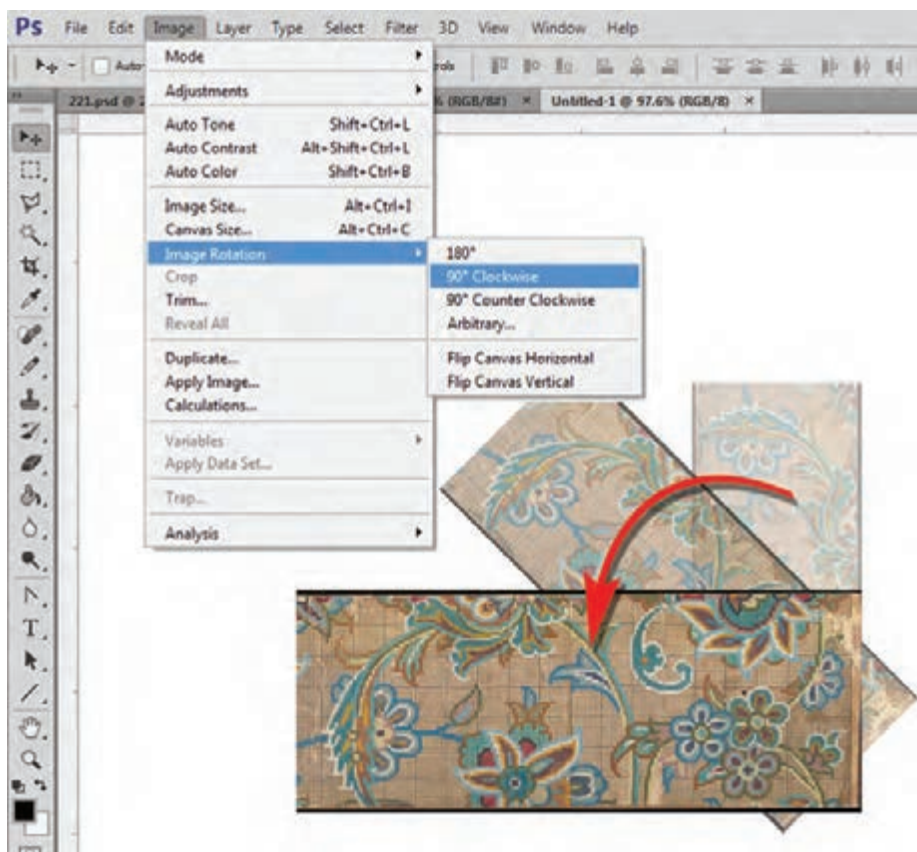 Ps File Edit Image Layer Type Select Filter 3D View Window Help
Auto-
221.psd @ 2 % (RGB/8#) × Untitled-1 @ 97.6% (RGB/8) ×
Mode
Adjustments
Auto Tone Shift+Ctrl+L
Auto Contrast Alt+Shift+Ctrl+L
Auto Color Shift+Ctrl+B
Image Size... Alt+Ctrl+I
Canvas Size... Alt+Ctrl+C
Image Rotation
Crop
Trim...
Reveal All
Duplicate...
Apply Image...
Calculations...
Variables
Apply Data Set...
Trap...
Analysis
180°
90° Clockwise
90° Counter Clockwise
Arbitrary...
Flip Canvas Horizontal
Flip Canvas Vertical